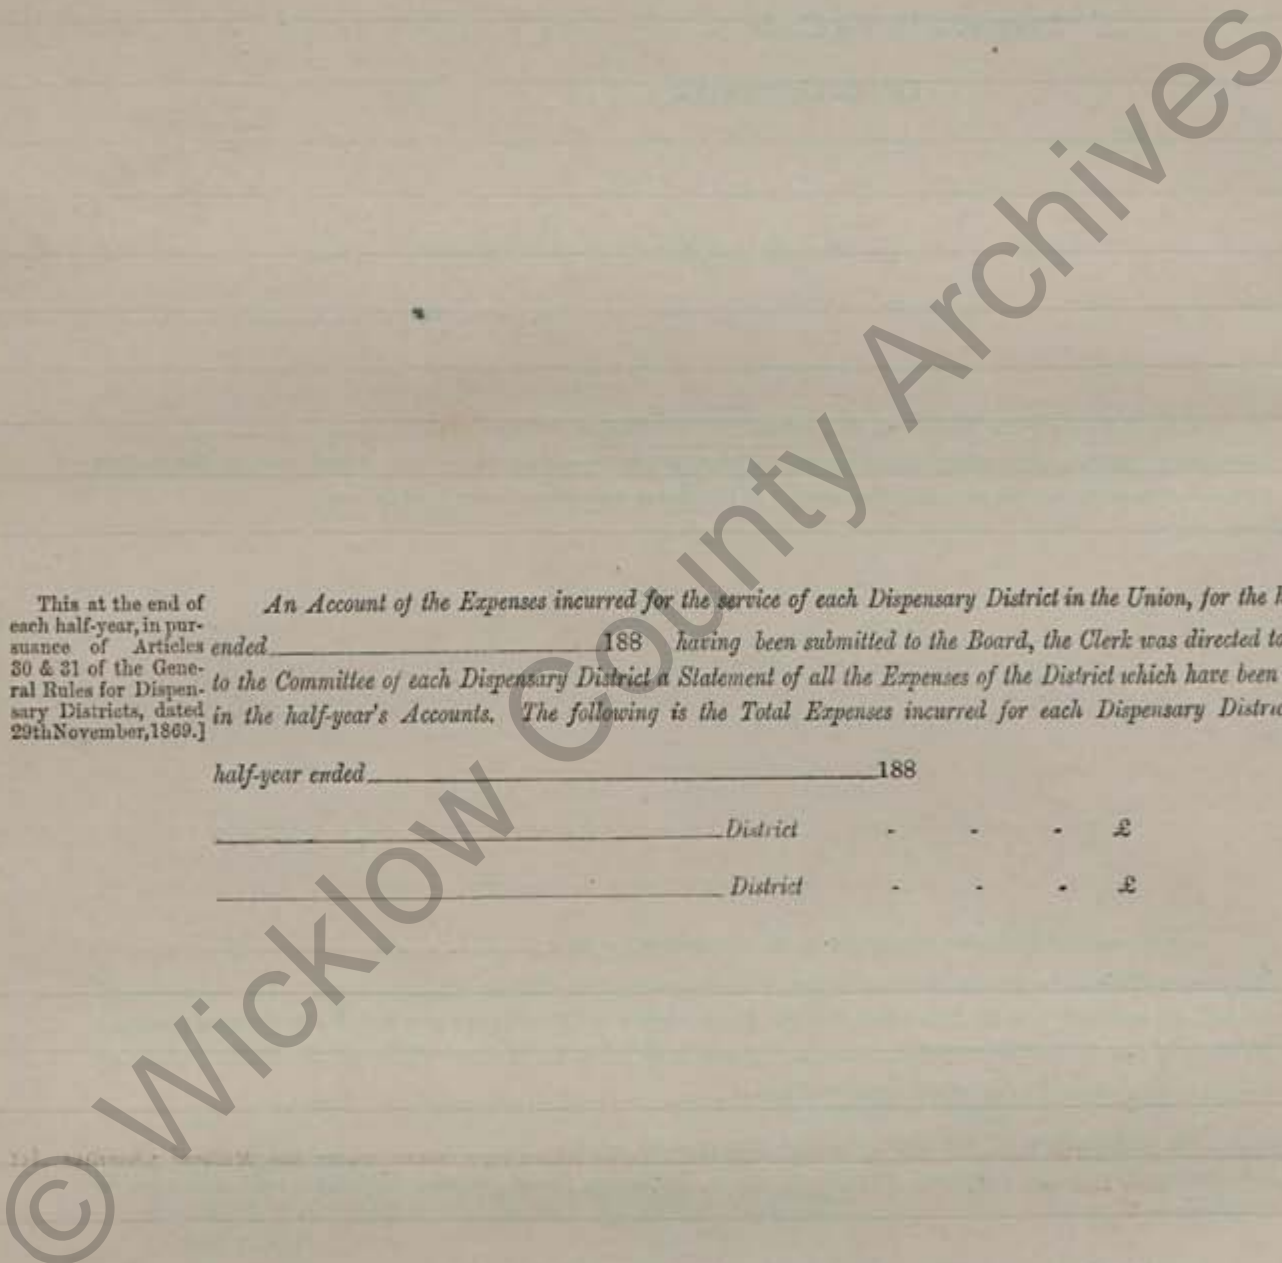 This at the end of
each half-year, in pur-
suance of Articles
30 & 31 of the Gene-
ral Rules for Dispen-
sary Districts, dated
29th November, 1869.]
An Account of the Expenses incurred for the service of each Dispensary District in the Union, for the
ended 188 having been submitted to the Board, the Clerk was directed to
to the Committee of each Dispensary District a Statement of all the Expenses of the District which have been
in the half-year's Accounts. The following is the Total Expenses incurred for each Dispensary
half-year ended 188
District - - - £
District - - - £
© Wicklow County Archives